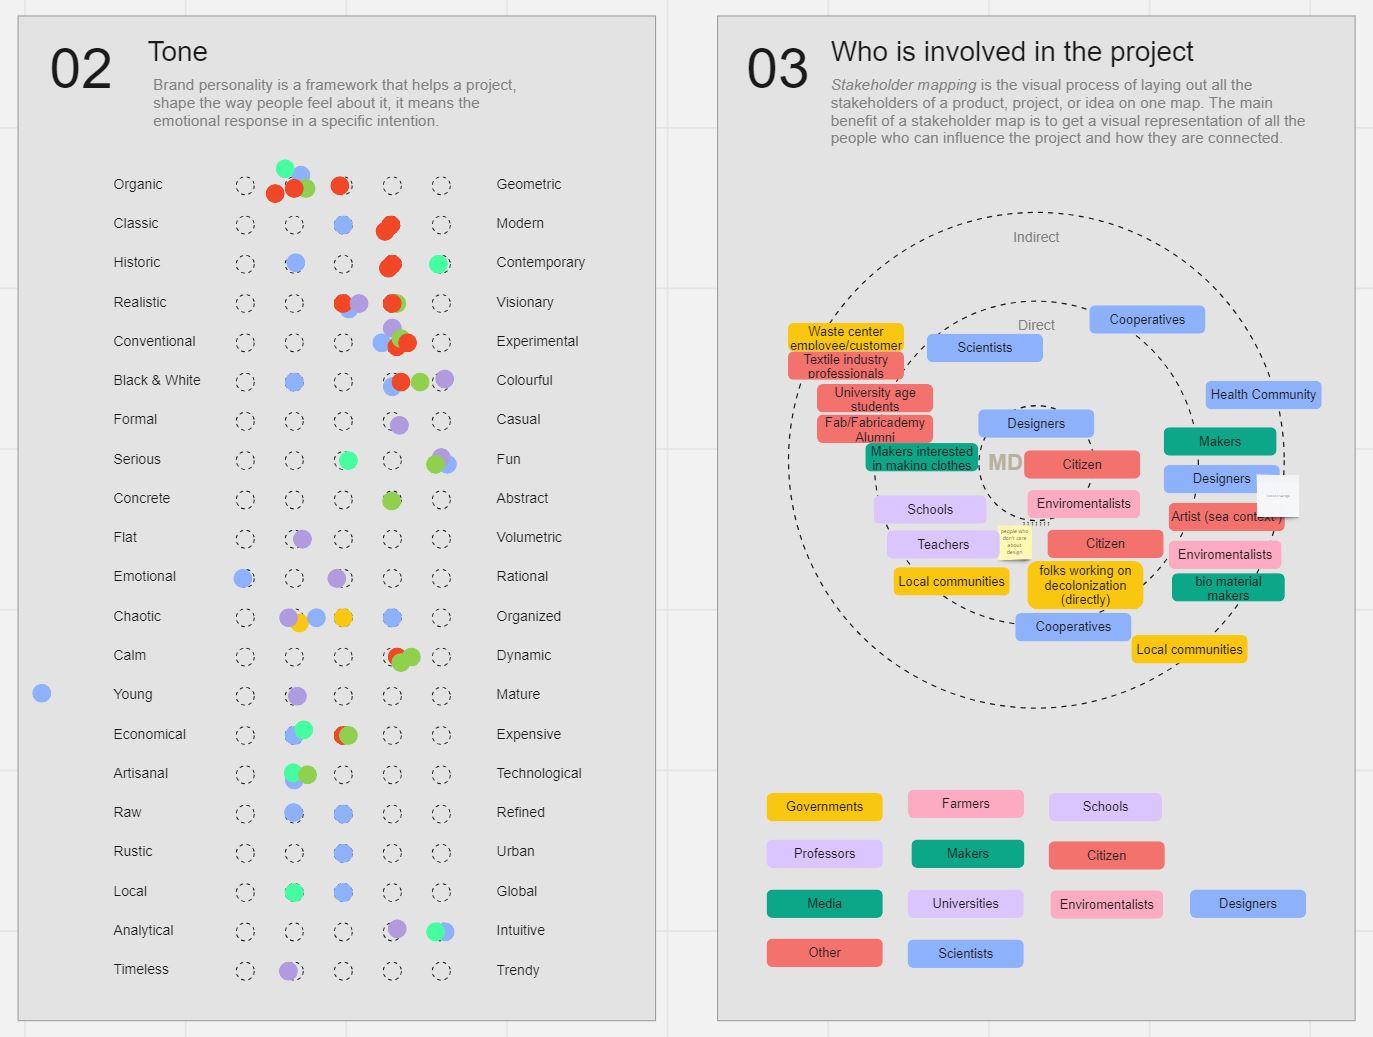 02
Tone
Brand personality is a framework that helps a project,
shape the way people feel about it, it means the
emotional response in a specific intention.
Organic Geometric
Classic Modern
Historic Contemporary
Realistic Visionary
Conventional Experimental
Black & White Colourful
Formal Casual
Serious Fun
Concrete Abstract
Flat Volumetric
Emotional Rational
Chaotic Organized
Calm Dynamic
Young Mature
Economical Expensive
Artisanal Technological
Raw Refined
Rustic Urban
Local Global
Analytical Intuitive
Timeless Trendy
03
Who is involved in the project
Stakeholder mapping is the visual process of laying out all the
stakeholders of a product, project, or idea on one map. The main
benefit of a stakeholder map is to get a visual representation of all the
people who can influence the project and how they are connected.
Indirect
Direct
Cooperatives
Waste center
employee/customer
Scientists
Textile industry
professionals
University age
students
Health Community
Fab/Fabricademy
Alumni
Designers
Makers
Makers interested
in making clothes
MD
Citizen
Designers
Enviromentalists
Schools
Artist (sea context )
people who
don't care
about
design
Teachers
Citizen
Enviromentalists
Local communities
folks working on
decolonization
(directly)
bio material
makers
Cooperatives
Local communities
Governments
Farmers
Schools
Professors
Makers
Citizen
Media
Universities
Enviromentalists
Designers
Other
Scientists